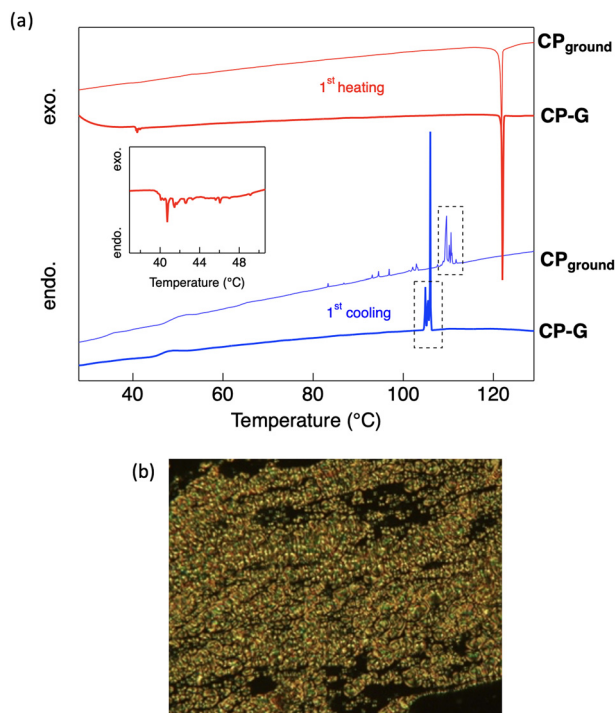 (a)
exo.
endo.
CPground
1st heating
CP-G
exo.
endo.
40 44 48
Temperature (°C)
CPground
1st cooling
CP-G
40 60 80 100 120
Temperature (°C)
(b)